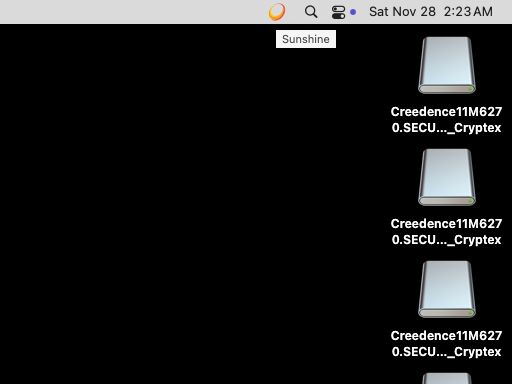 Sat Nov 28 2:23 AM
Sunshine
Creedence11M627
0.SECU..._Cryptex
Creedence11M627
0.SECU..._Cryptex
Creedence11M627
0.SECU..._Cryptex